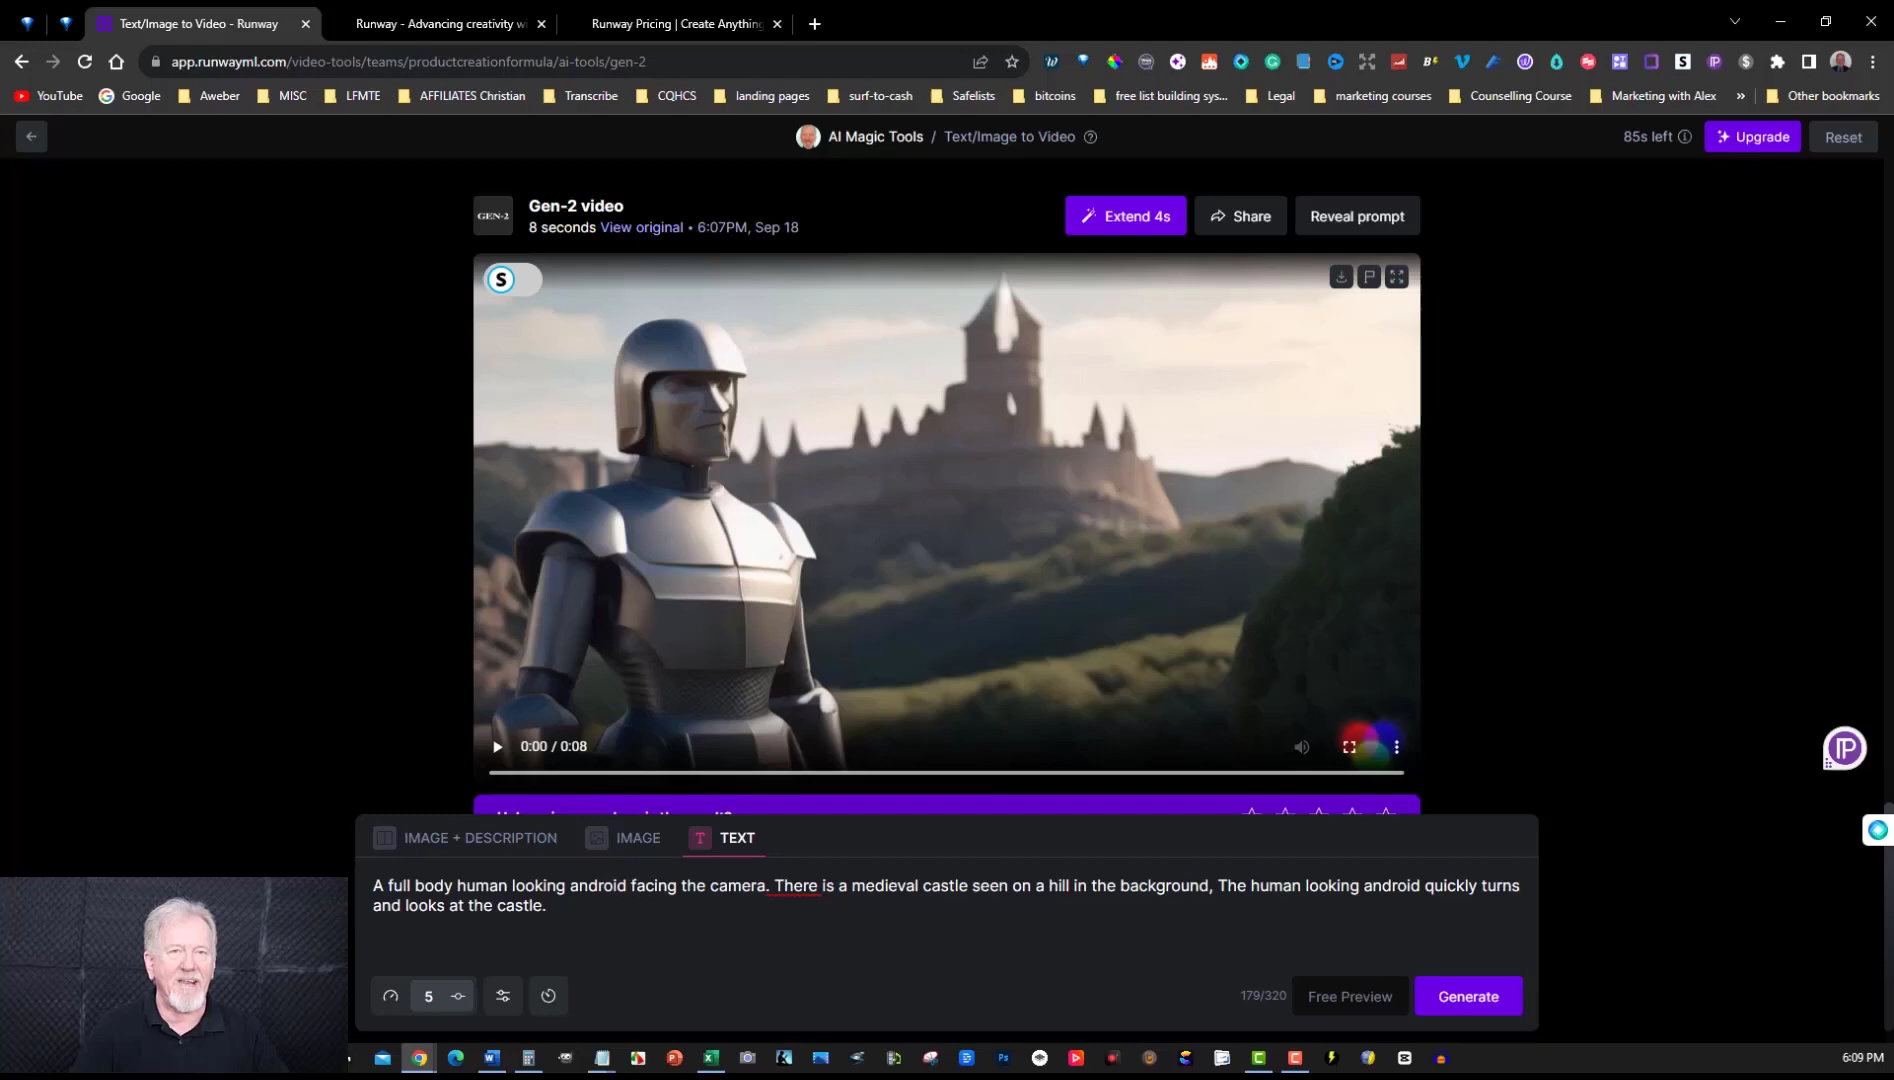 Text/Image to Video - Runway
Runway - Advancing creativity wi
Runway Pricing | Create Anything
app.runwayml.com/video-tools/teams/productcreationformula/ai-tools/gen-2
YouTube Google Aweber MISC LFMTE AFFILIATES Christian Transcribe CQHCS landing pages surf-to-cash Safelists bitcoins free list building sys... Legal marketing courses Counselling Course Marketing with Alex » Other bookmarks
AI Magic Tools / Text/Image to Video
85s left
Upgrade
Reset
GEN-2
Gen-2 video
8 seconds View original • 6:07PM, Sep 18
Extend 4s
Share
Reveal prompt
S
0:00 / 0:08
IMAGE + DESCRIPTION
IMAGE
TEXT
A full body human looking android facing the camera. There is a medieval castle seen on a hill in the background, The human looking android quickly turns
and looks at the castle.
5
179/320
Free Preview
Generate
6:09 PM